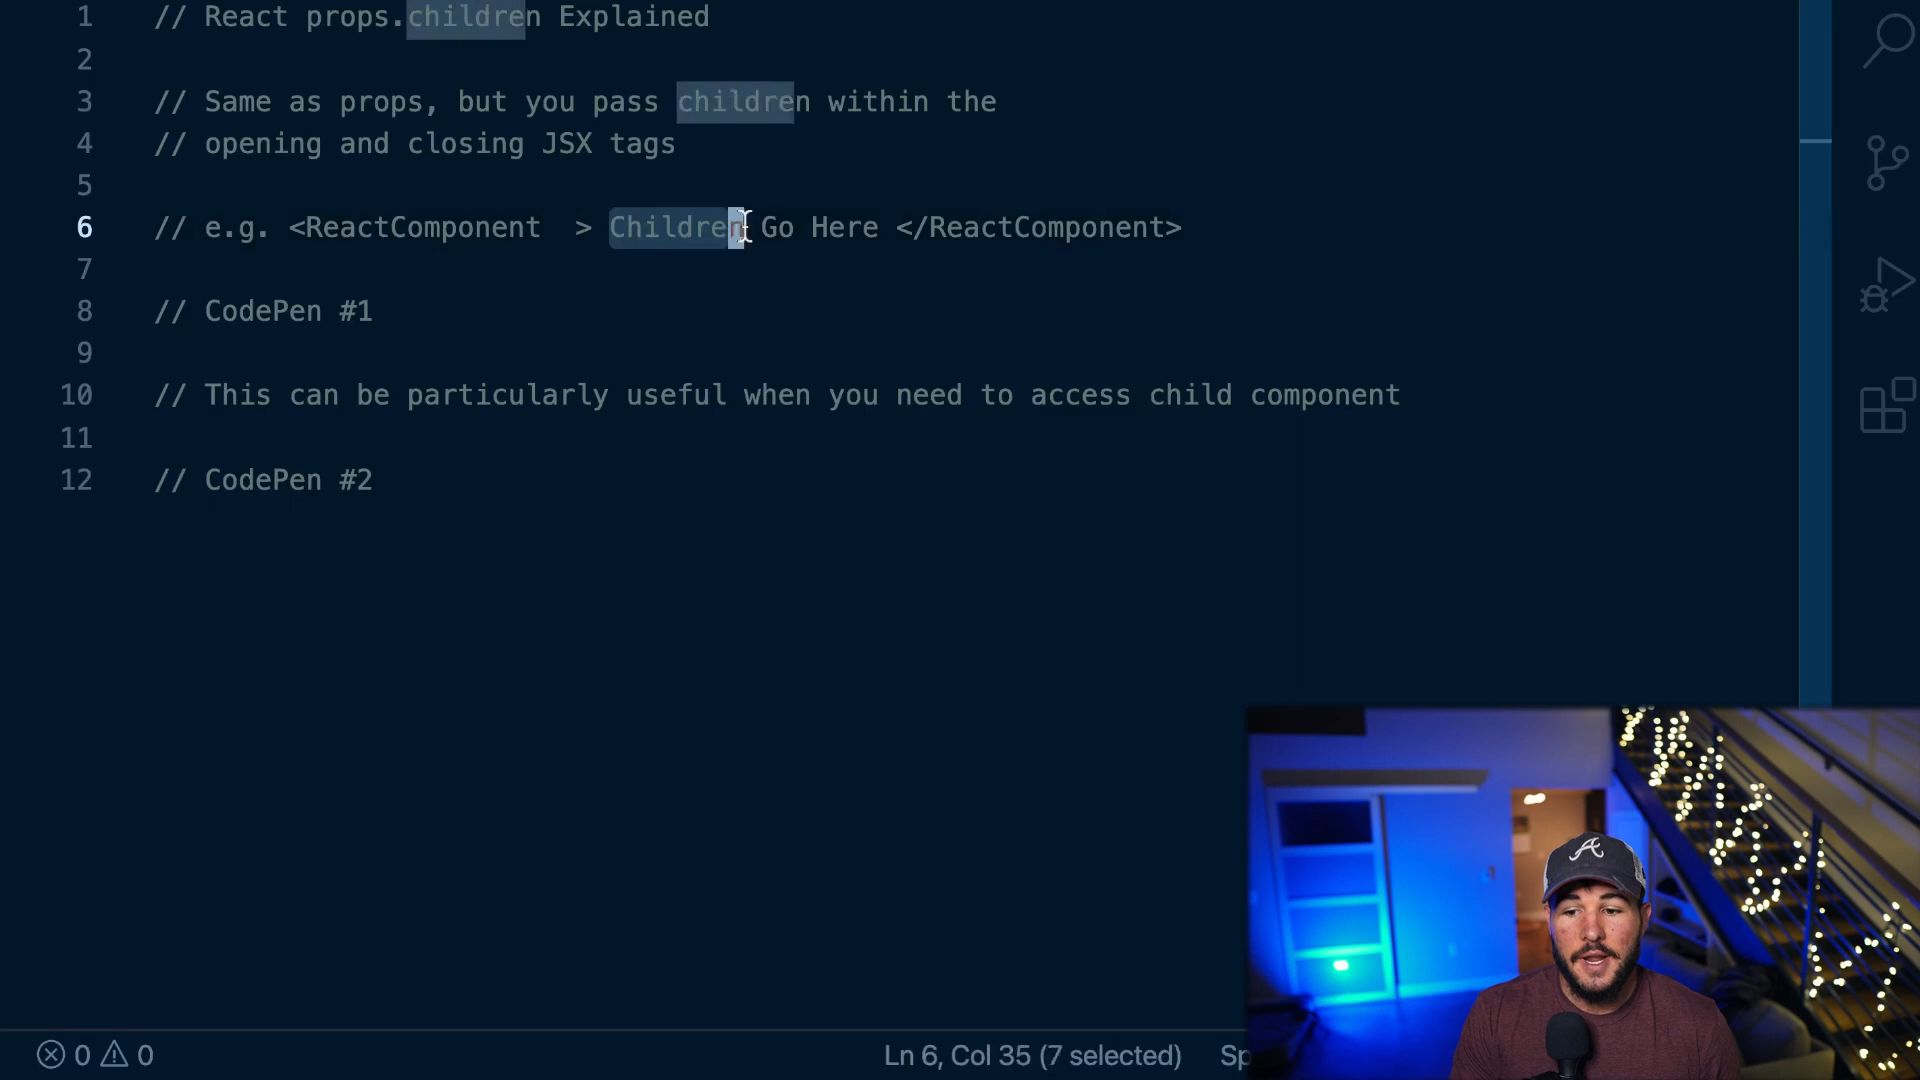 1 // React props.children Explained
2
3 // Same as props, but you pass children within the
4 // opening and closing JSX tags
5
6 // e.g. <ReactComponent  > Children Go Here </ReactComponent>
7
8 // CodePen #1
9
10 // This can be particularly useful when you need to access child component
11
12 // CodePen #2
A
0 0 Ln 6, Col 35 (7 selected) Sp